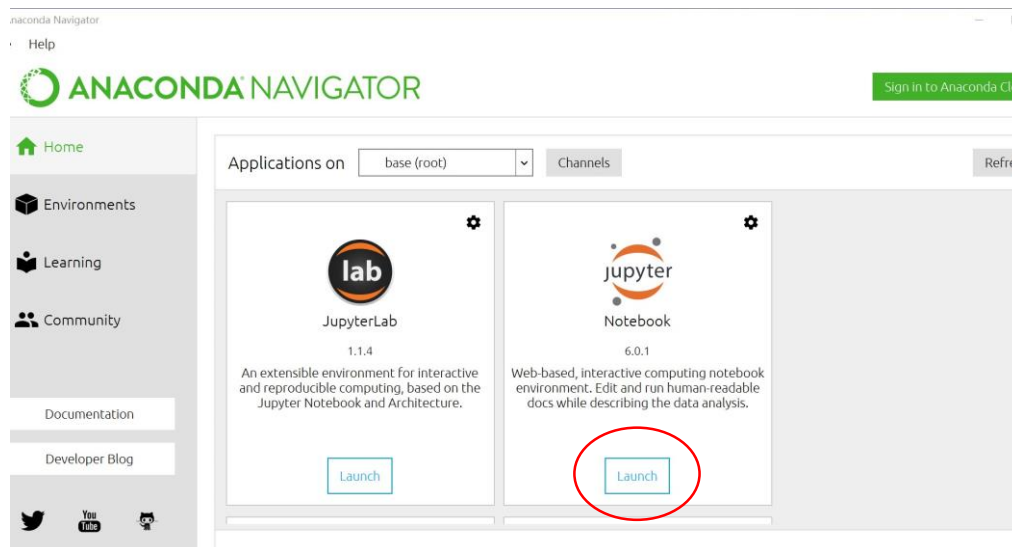 naconda Navigator
Help
ANACONDA NAVIGATOR
Sign in to Anaconda Cl
Home
Applications on
base (root)
Channels
Refre
Environments
Learning
Community
Documentation
Developer Blog
You
Tube
lab
JupyterLab
1.1.4
An extensible environment for interactive
and reproducible computing, based on the
Jupyter Notebook and Architecture.
Launch
jupyter
Notebook
6.0.1
Web-based, interactive computing notebook
environment. Edit and run human-readable
docs while describing the data analysis.
Launch